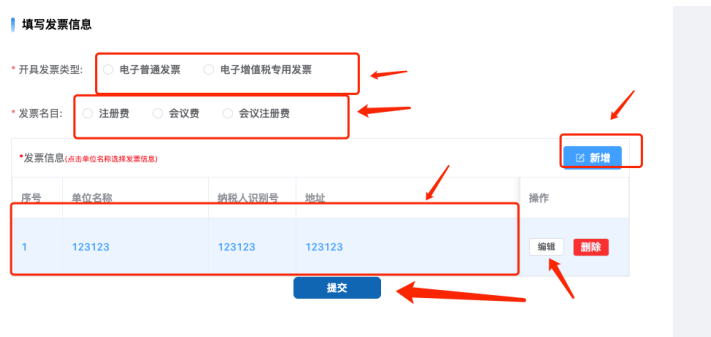 填写发票信息
* 开具发票类型: 电子普通发票 电子增值税专用发票
* 发票名目: 注册费 会议费 会议注册费
*发票信息(点击单位名称选择发票信息) 新增
序号 单位名称 纳税人识别号 地址 操作
1 123123 123123 123123 编辑 删除
提交